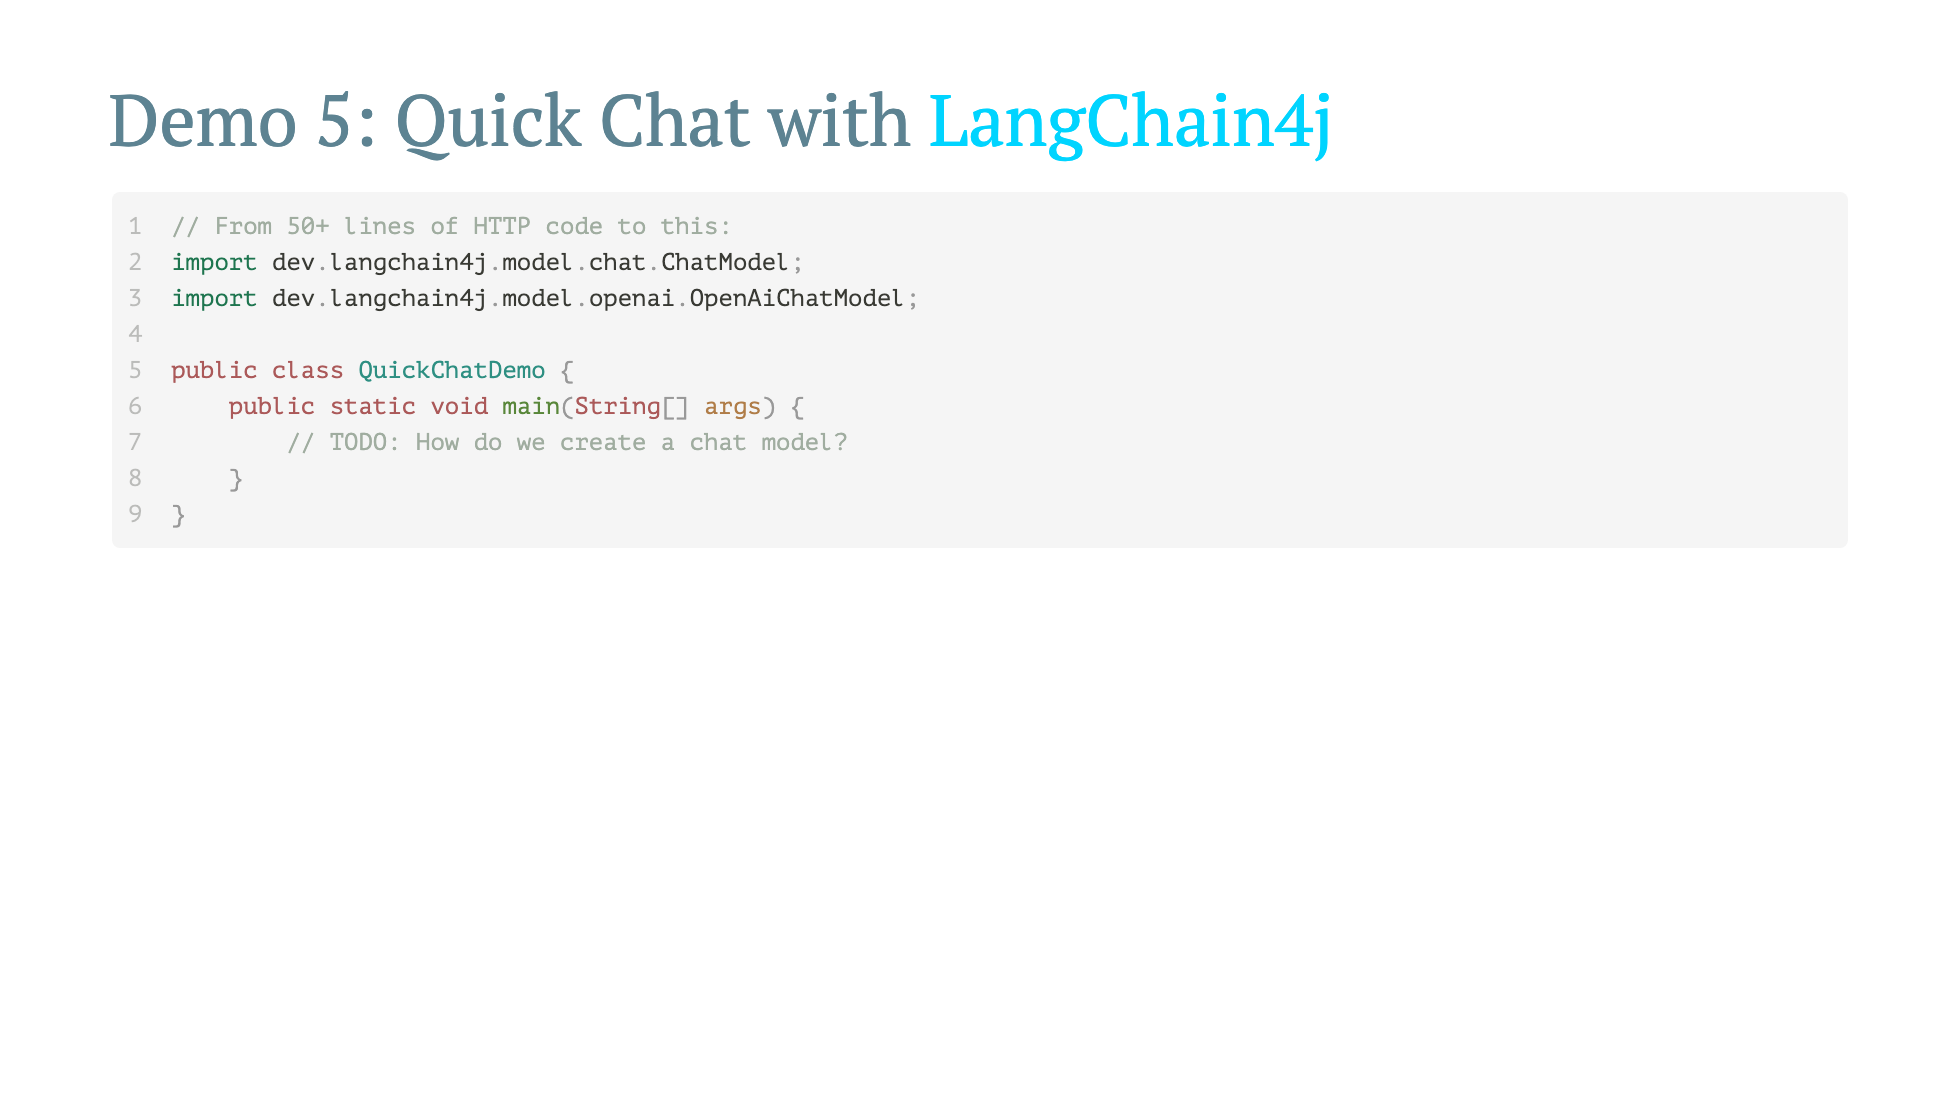 Demo 5: Quick Chat with LangChain4j
1 // From 50+ lines of HTTP code to this:
2 import dev.langchain4j.model.chat.ChatModel;
3 import dev.langchain4j.model.openai.OpenAiChatModel;
4
5 public class QuickChatDemo {
6     public static void main(String[] args) {
7         // TODO: How do we create a chat model?
8     }
9 }